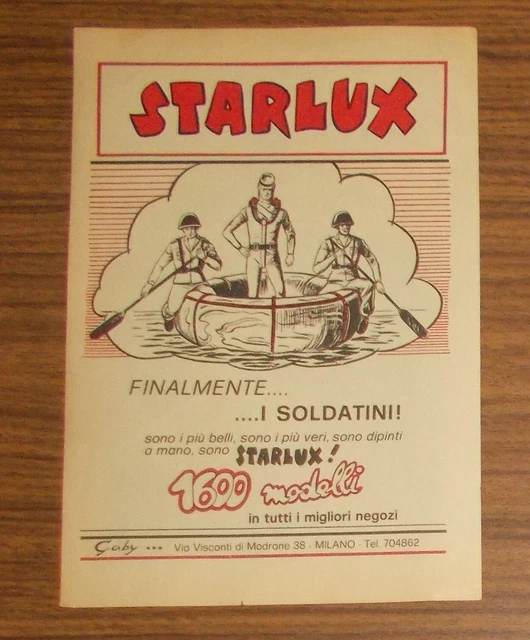 STARLUX
FINALMENTE....
....I SOLDATINI!
sono i più belli, sono i più veri, sono dipinti
a mano, sono STARLUX!
1600 modelli
in tutti i migliori negozi
Gaby ... Via Visconti di Modrone 38 - MILANO - Tel. 704862